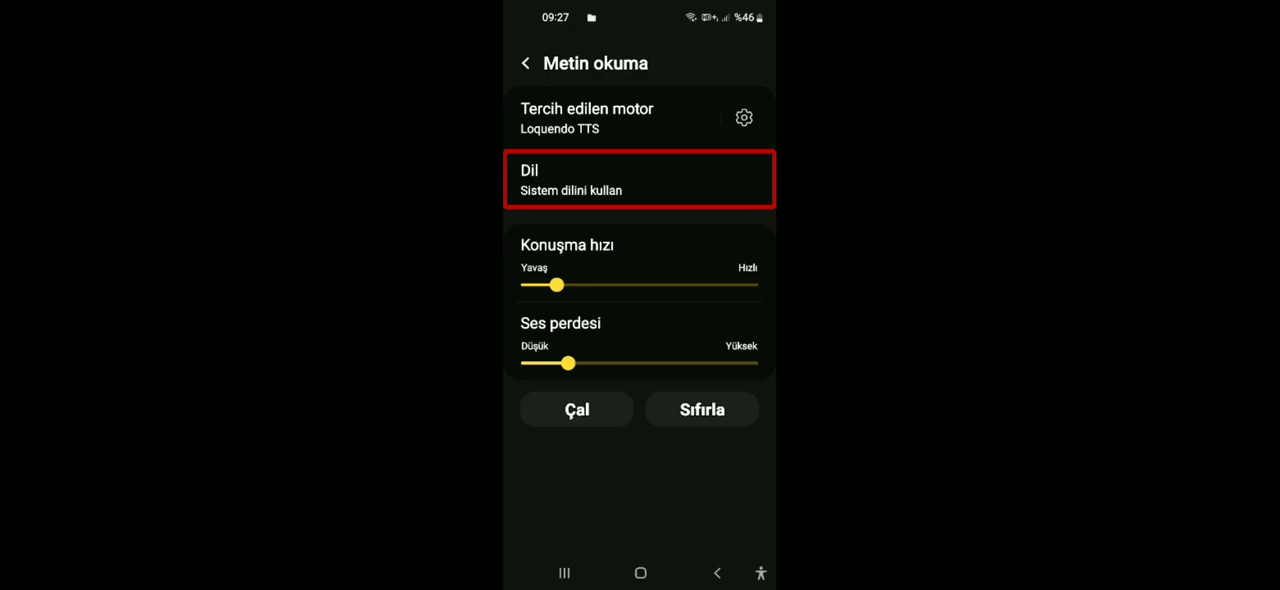 09:27 %46
Metin okuma
Tercih edilen motor
Loquendo TTS
Dil
Sistem dilini kullan
Konuşma hızı
Yavaş Hızlı
Ses perdesi
Düşük Yüksek
Çal Sıfırla